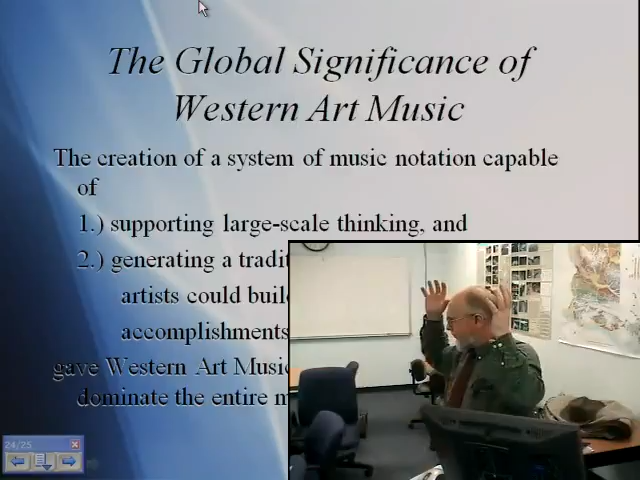 The Global Significance of
Western Art Music
The creation of a system of music notation capable
of
1.) supporting large-scale thinking, and
2.) generating a tradit
artists could buil
accomplishments
gave Western Art Music
dominate the entire
24/25